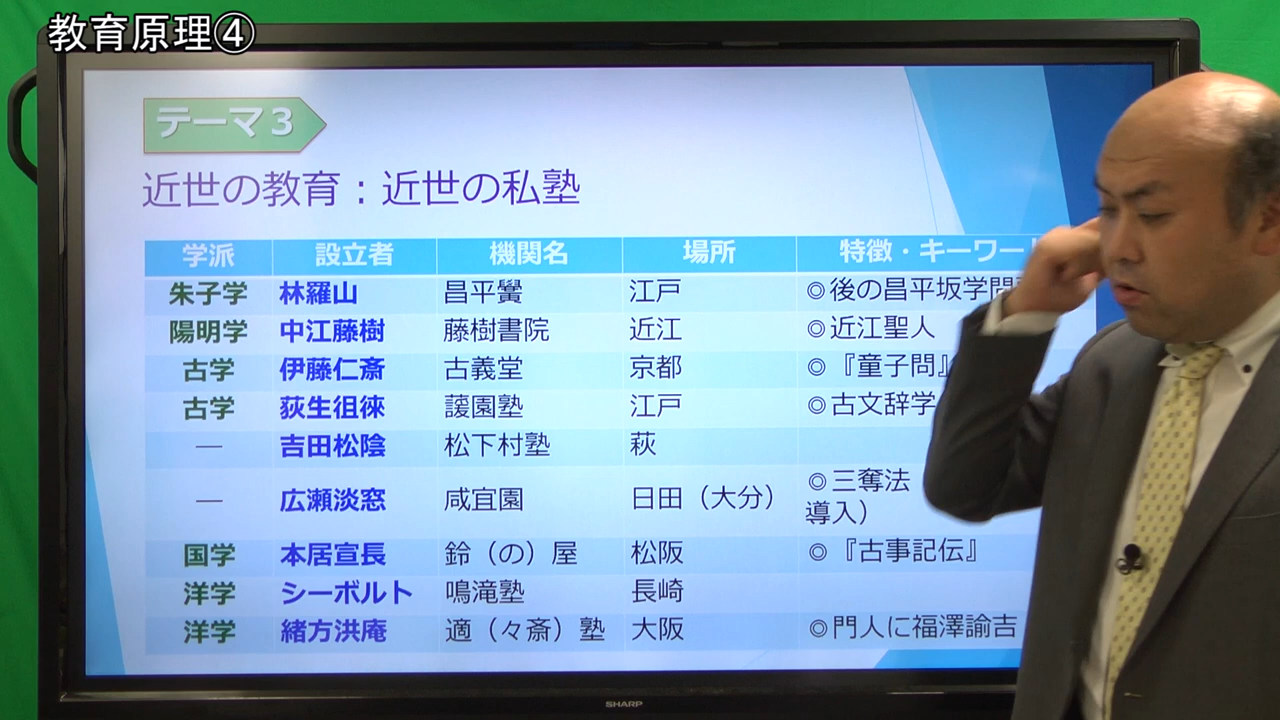 教育原理④
テーマ３
近世の教育：近世の私塾
学派 設立者 機関名 場所 特徴・キーワー
朱子学 林羅山 昌平黌 江戸 ◎後の昌平坂学問
陽明学 中江藤樹 藤樹書院 近江 ◎近江聖人
古学 伊藤仁斎 古義堂 京都 ◎『童子問』
古学 荻生徂徠 蘐園塾 江戸 ◎古文辞学
― 吉田松陰 松下村塾 萩
― 広瀬淡窓 咸宜園 日田（大分） ◎三奪法
導入）
国学 本居宣長 鈴（の）屋 松阪 ◎『古事記伝』
洋学 シーボルト 鳴滝塾 長崎
洋学 緒方洪庵 適（々斎）塾 大阪 ◎門人に福澤諭吉
SHARP